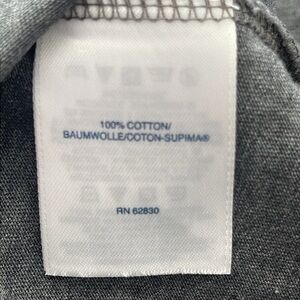 100% COTTON/
BAUMWOLLE/COTON-SUPIMA®
RN 62830